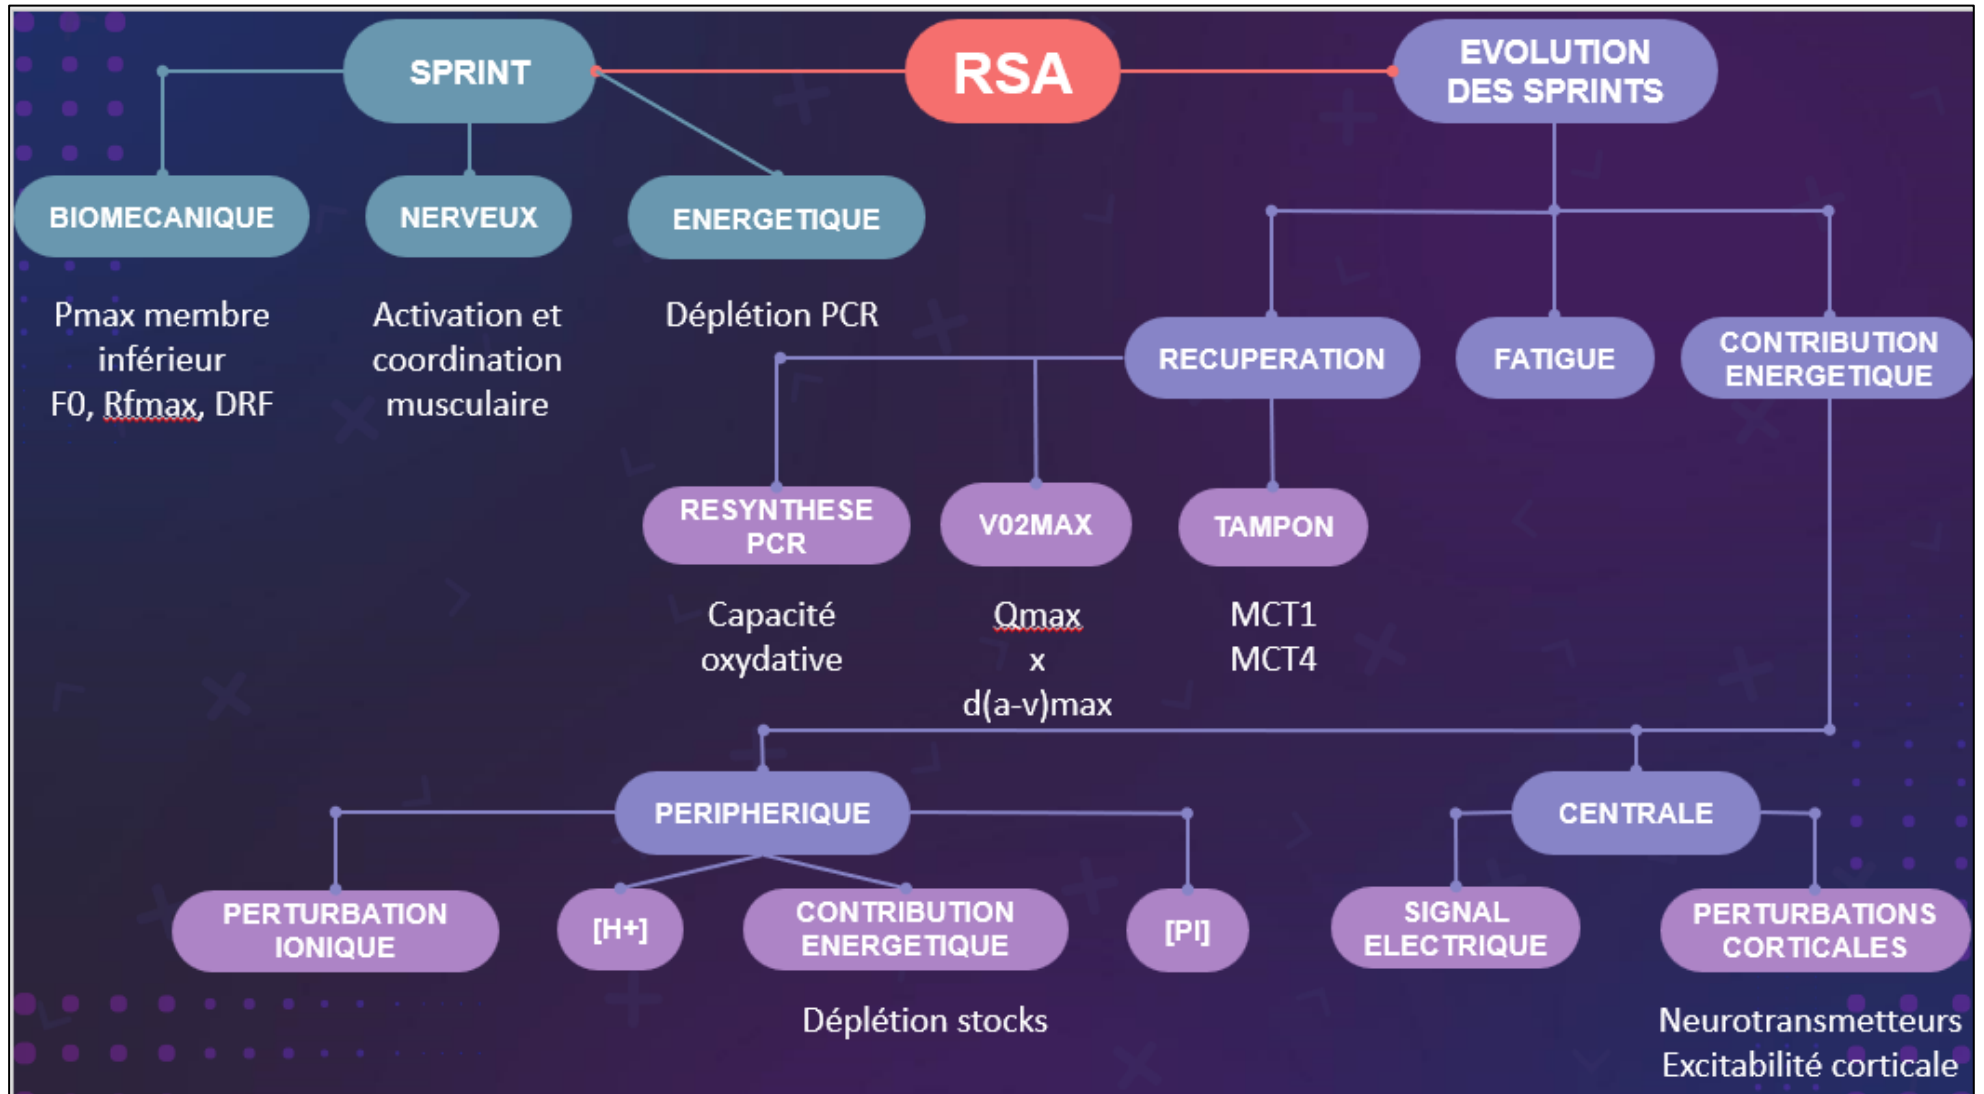 RSA
SPRINT
EVOLUTION
DES SPRINTS
BIOMECANIQUE
NERVEUX
ENERGETIQUE
Pmax membre
inférieur
F0, Rfmax, DRF
Activation et
coordination
musculaire
Déplétion PCR
RECUPERATION
FATIGUE
CONTRIBUTION
ENERGETIQUE
RESYNTHESE
PCR
V02MAX
TAMPON
Capacité
oxydative
Qmax
x
d(a-v)max
MCT1
MCT4
PERIPHERIQUE
CENTRALE
PERTURBATION
IONIQUE
[H+]
CONTRIBUTION
ENERGETIQUE
[PI]
SIGNAL
ELECTRIQUE
PERTURBATIONS
CORTICALES
Déplétion stocks
Neurotransmetteurs
Excitabilité corticale